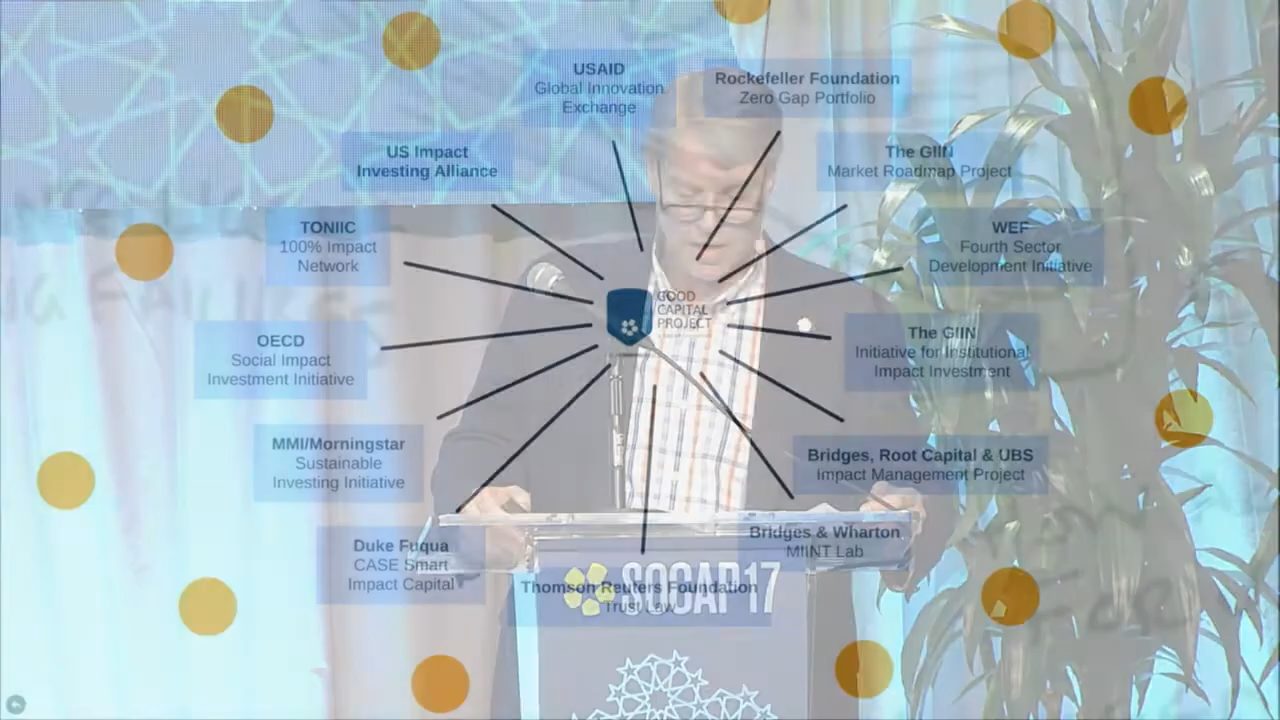 USAID
Global Innovation
Exchange
Rockefeller Foundation
Zero Gap Portfolio
US Impact
Investing Alliance
The GIIN
Market Roadmap Project
TONIIC
100% Impact
Network
WEF
Fourth Sector
Development Initiative
GOOD
CAPITAL
PROJECT
OECD
Social Impact
Investment Initiative
The GIIN
Initiative for Institutional
Impact Investment
MMI/Morningstar
Sustainable
Investing Initiative
Bridges, Root Capital & UBS
Impact Management Project
Duke Fuqua
CASE Smart
Impact Capital
Bridges & Wharton
MIINT Lab
Thomson Reuters Foundation
Trust Law
SOCAP17
FOR